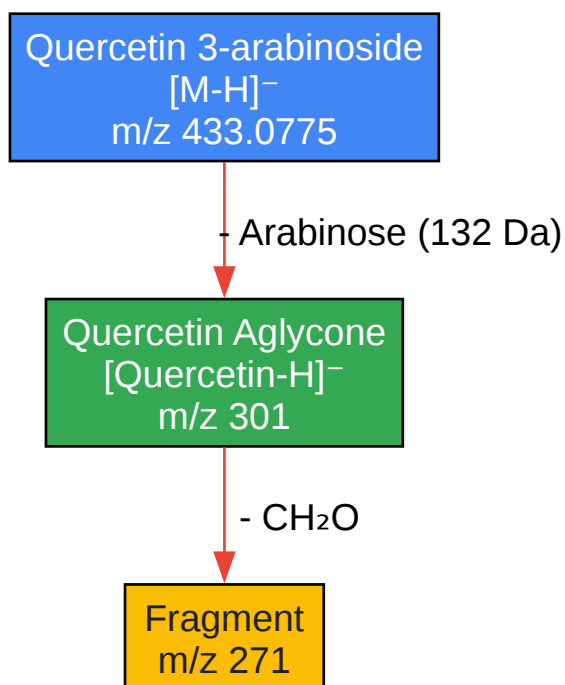 Quercetin 3-arabinoside
[M-H]⁻
m/z 433.0775
- Arabinose (132 Da)
Quercetin Aglycone
[Quercetin-H]⁻
m/z 301
- CH₂O
Fragment
m/z 271